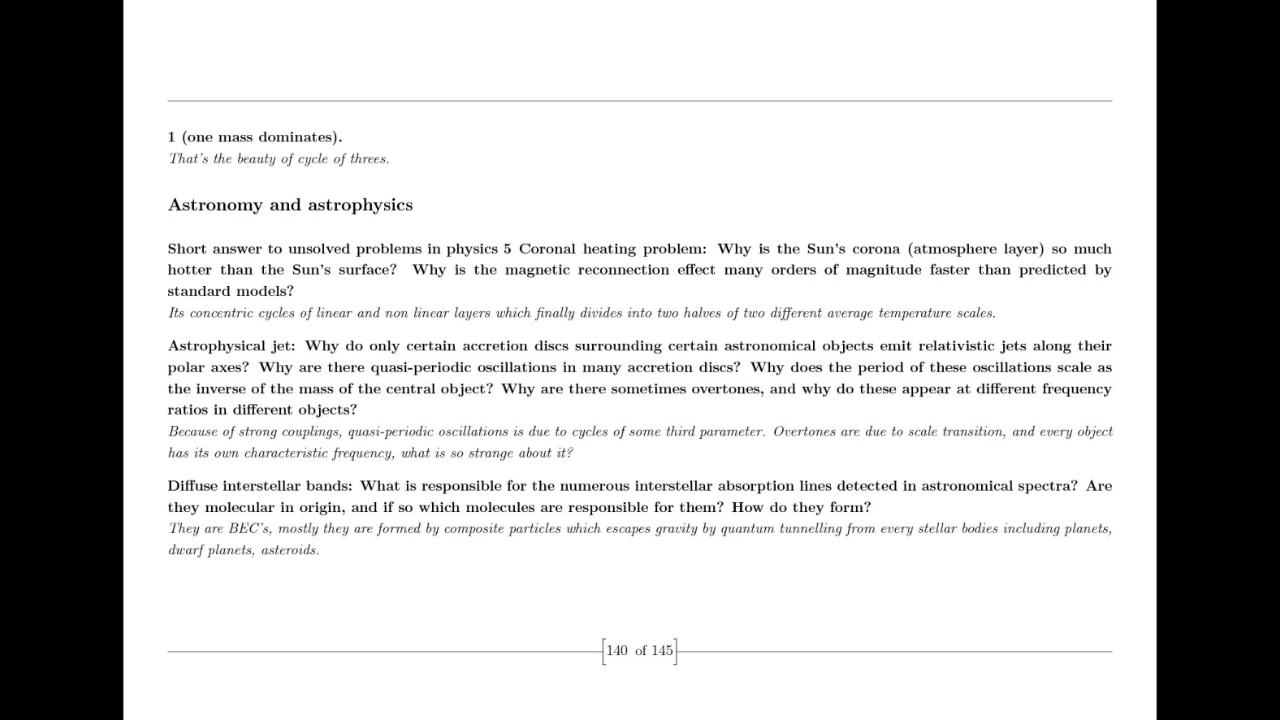 1 (one mass dominates).
That's the beauty of cycle of threes.
Astronomy and astrophysics
Short answer to unsolved problems in physics 5 Coronal heating problem: Why is the Sun's corona (atmosphere layer) so much
hotter than the Sun's surface? Why is the magnetic reconnection effect many orders of magnitude faster than predicted by
standard models?
Its concentric cycles of linear and non linear layers which finally divides into two halves of two different average temperature scales.
Astrophysical jet: Why do only certain accretion discs surrounding certain astronomical objects emit relativistic jets along their
polar axes? Why are there quasi-periodic oscillations in many accretion discs? Why does the period of these oscillations scale as
the inverse of the mass of the central object? Why are there sometimes overtones, and why do these appear at different frequency
ratios in different objects?
Because of strong couplings, quasi-periodic oscillations is due to cycles of some third parameter. Overtones are due to scale transition, and every object
has its own characteristic frequency, what is so strange about it?
Diffuse interstellar bands: What is responsible for the numerous interstellar absorption lines detected in astronomical spectra? Are
they molecular in origin, and if so which molecules are responsible for them? How do they form?
They are BEC's, mostly they are formed by composite particles which escapes gravity by quantum tunnelling from every stellar bodies including planets,
dwarf planets, asteroids.
[140 of 145]